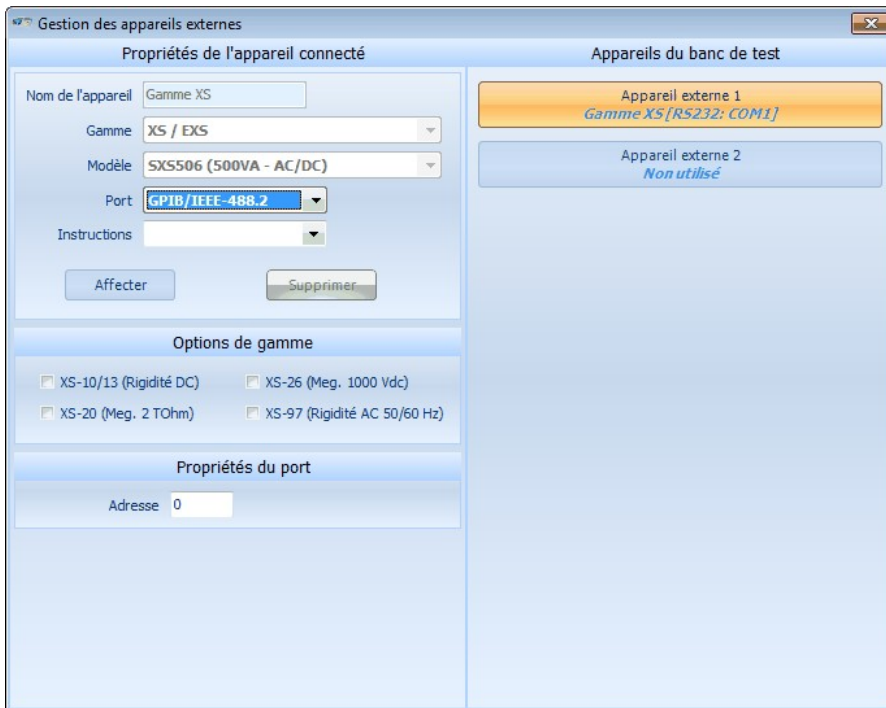 Gestion des appareils externes
Propriétés de l'appareil connecté
Nom de l'appareil Gamme XS
Gamme XS / EXS
Modèle SXS506 (500VA - AC/DC)
Port GPIB/IEEE-488.2
Instructions
Affecter Supprimer
Options de gamme
XS-10/13 (Rigidité DC) XS-26 (Meg. 1000 Vdc)
XS-20 (Meg. 2 TOhm) XS-97 (Rigidité AC 50/60 Hz)
Propriétés du port
Adresse 0
Appareils du banc de test
Appareil externe 1
Gamme XS [RS232: COM1]
Appareil externe 2
Non utilisé